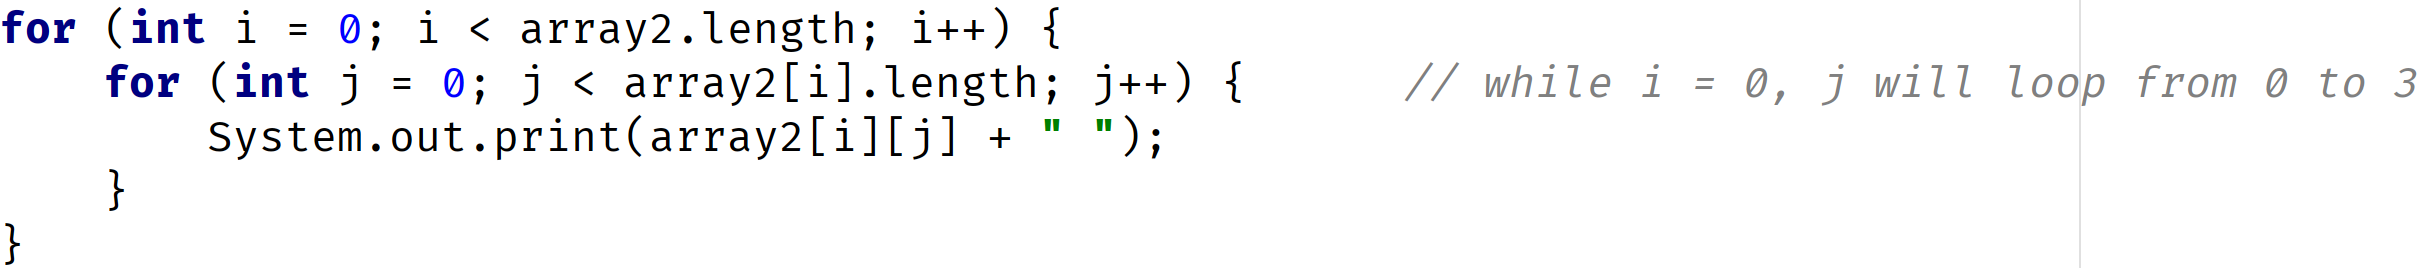 for (int i = 0; i < array2.length; i++) {
    for (int j = 0; j < array2[i].length; j++) {      // while i = 0, j will loop from 0 to 3
        System.out.print(array2[i][j] + " ");
    }
}